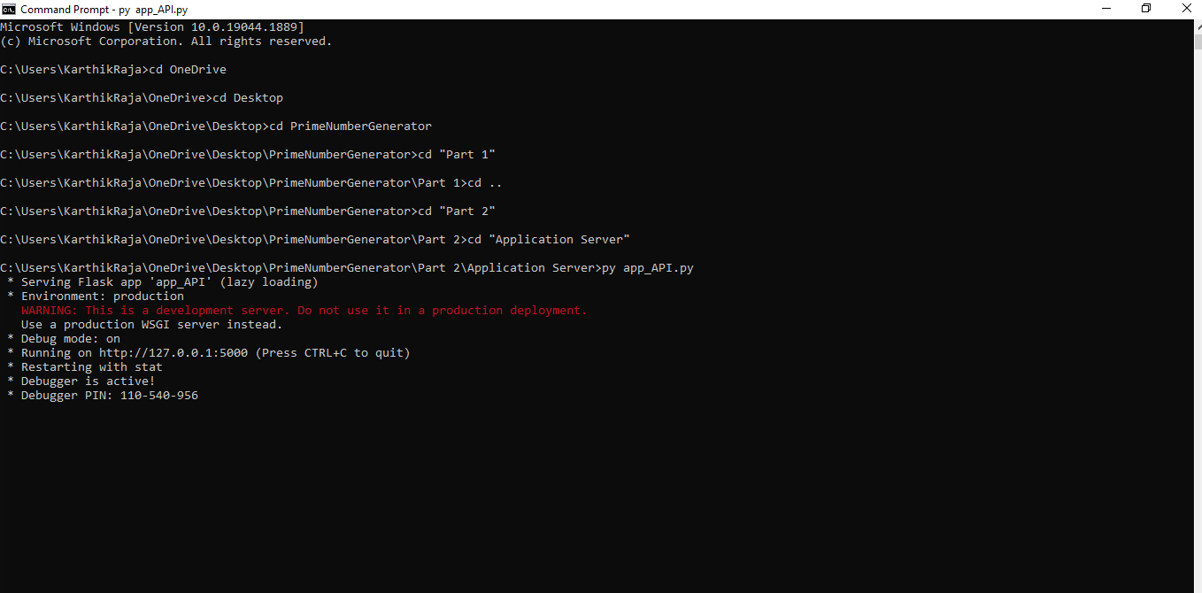 Command Prompt - py  app_API.py
Microsoft Windows [Version 10.0.19044.1889]
(c) Microsoft Corporation. All rights reserved.
C:\Users\KarthikRaja>cd OneDrive
C:\Users\KarthikRaja\OneDrive>cd Desktop
C:\Users\KarthikRaja\OneDrive\Desktop>cd PrimeNumberGenerator
C:\Users\KarthikRaja\OneDrive\Desktop\PrimeNumberGenerator>cd "Part 1"
C:\Users\KarthikRaja\OneDrive\Desktop\PrimeNumberGenerator\Part 1>cd ..
C:\Users\KarthikRaja\OneDrive\Desktop\PrimeNumberGenerator>cd "Part 2"
C:\Users\KarthikRaja\OneDrive\Desktop\PrimeNumberGenerator\Part 2>cd "Application Server"
C:\Users\KarthikRaja\OneDrive\Desktop\PrimeNumberGenerator\Part 2\Application Server>py app_API.py
 * Serving Flask app 'app_API' (lazy loading)
 * Environment: production
   WARNING: This is a development server. Do not use it in a production deployment.
   Use a production WSGI server instead.
 * Debug mode: on
 * Running on http://127.0.0.1:5000 (Press CTRL+C to quit)
 * Restarting with stat
 * Debugger is active!
 * Debugger PIN: 110-540-956